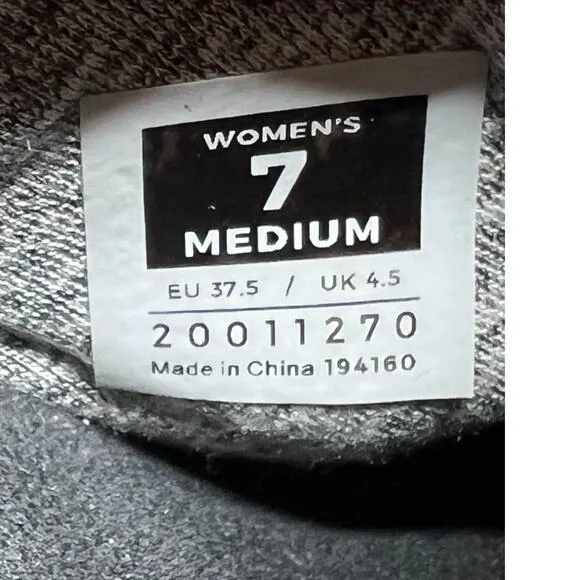 WOMEN'S
7
MEDIUM
EU 37.5 / UK 4.5
20011270
Made in China 194160